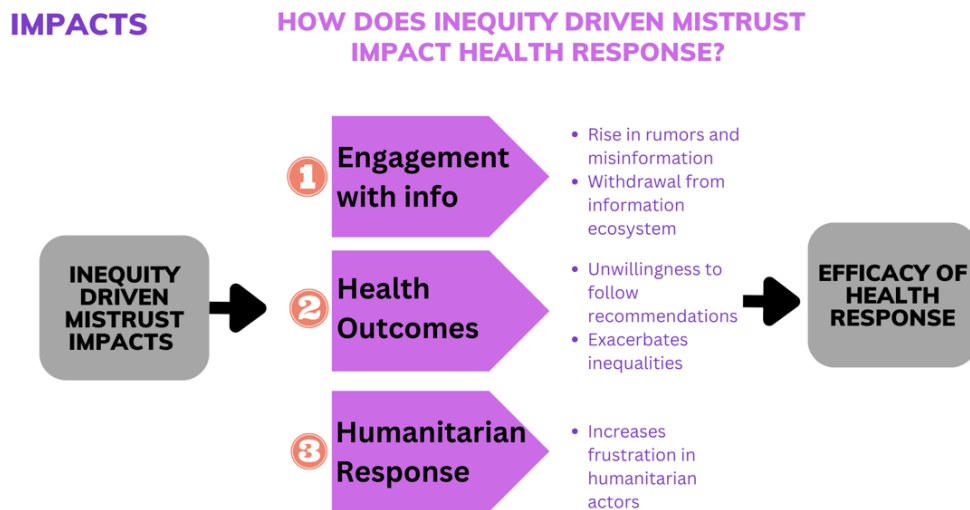 IMPACTS
HOW DOES INEQUITY DRIVEN MISTRUST
IMPACT HEALTH RESPONSE?
INEQUITY
DRIVEN
MISTRUST
IMPACTS
1
Engagement
with info
• Rise in rumors and
misinformation
• Withdrawal from
information
ecosystem
2
Health
Outcomes
• Unwillingness to
follow
recommendations
• Exacerbates
inequalities
3
Humanitarian
Response
• Increases
frustration in
humanitarian
actors
EFFICACY OF
HEALTH
RESPONSE